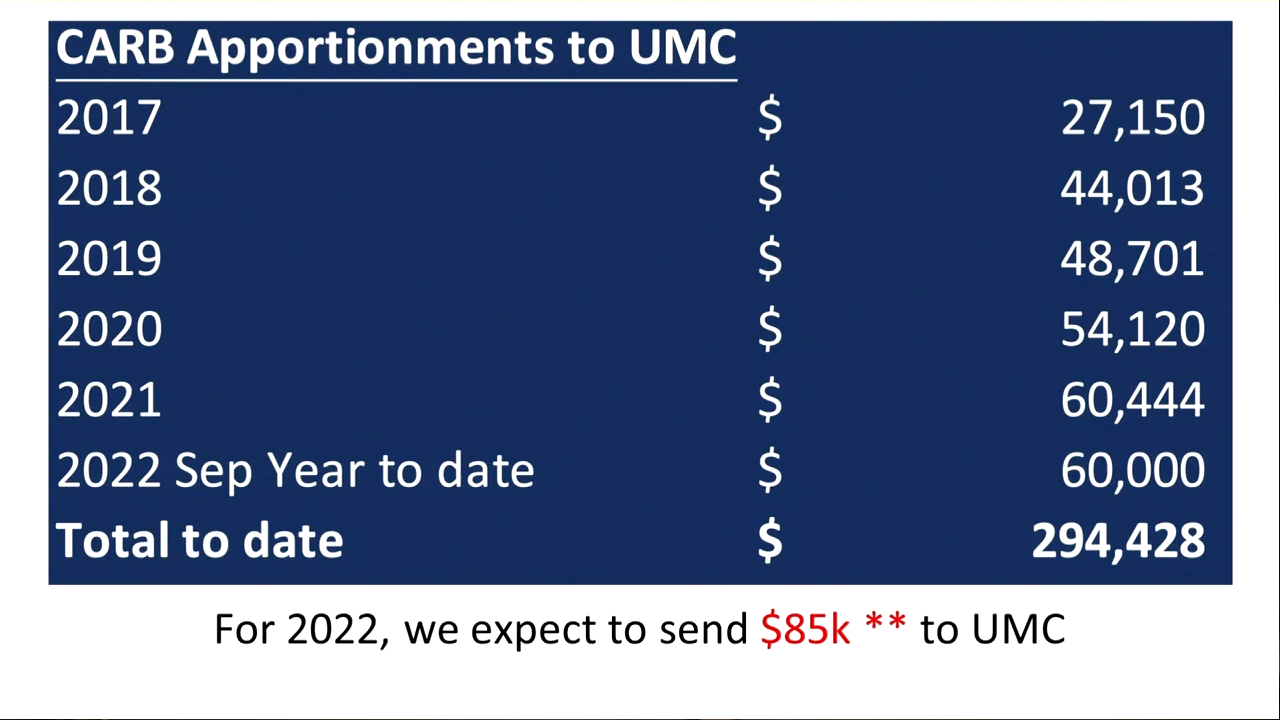 CARB Apportionments to UMC
2017 $ 27,150
2018 $ 44,013
2019 $ 48,701
2020 $ 54,120
2021 $ 60,444
2022 Sep Year to date $ 60,000
Total to date $ 294,428
For 2022, we expect to send $85k ** to UMC